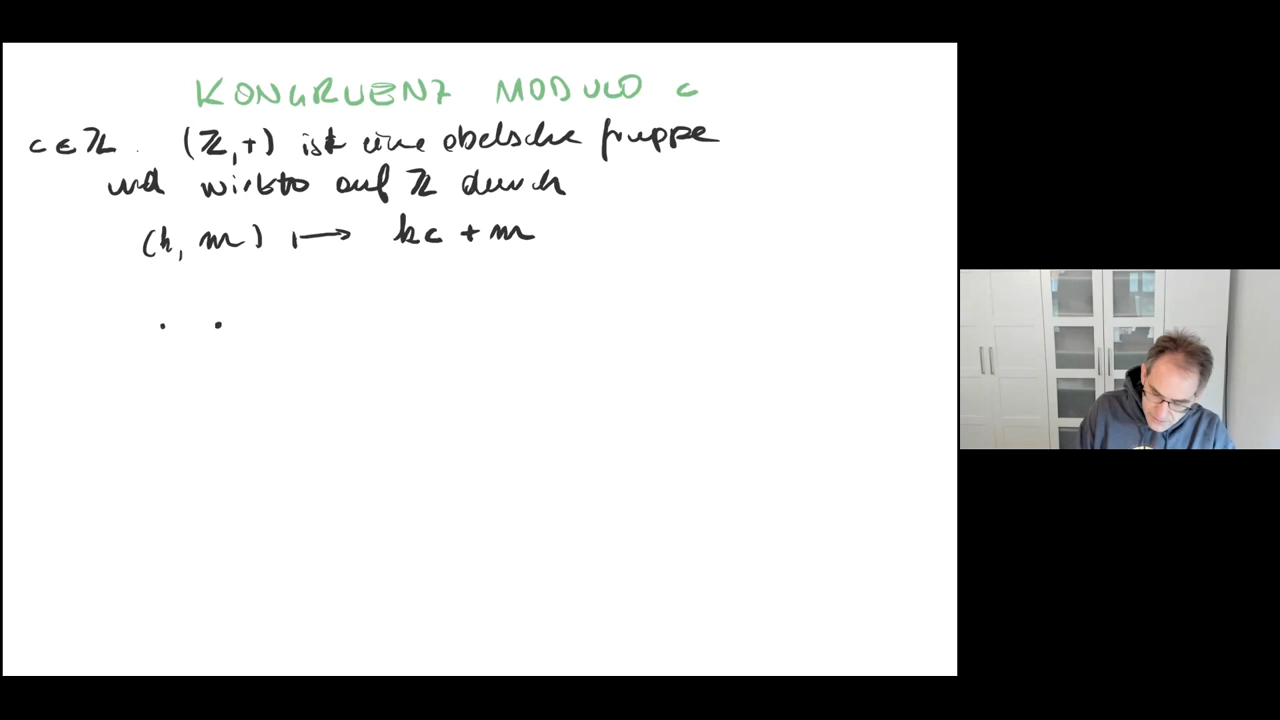 KONGRUENZ MODULO c
c ∈ ℤ. (ℤ,+) ist eine abelsche Gruppe
und wirkt auf ℤ durch
(k, m) ↦ kc + m